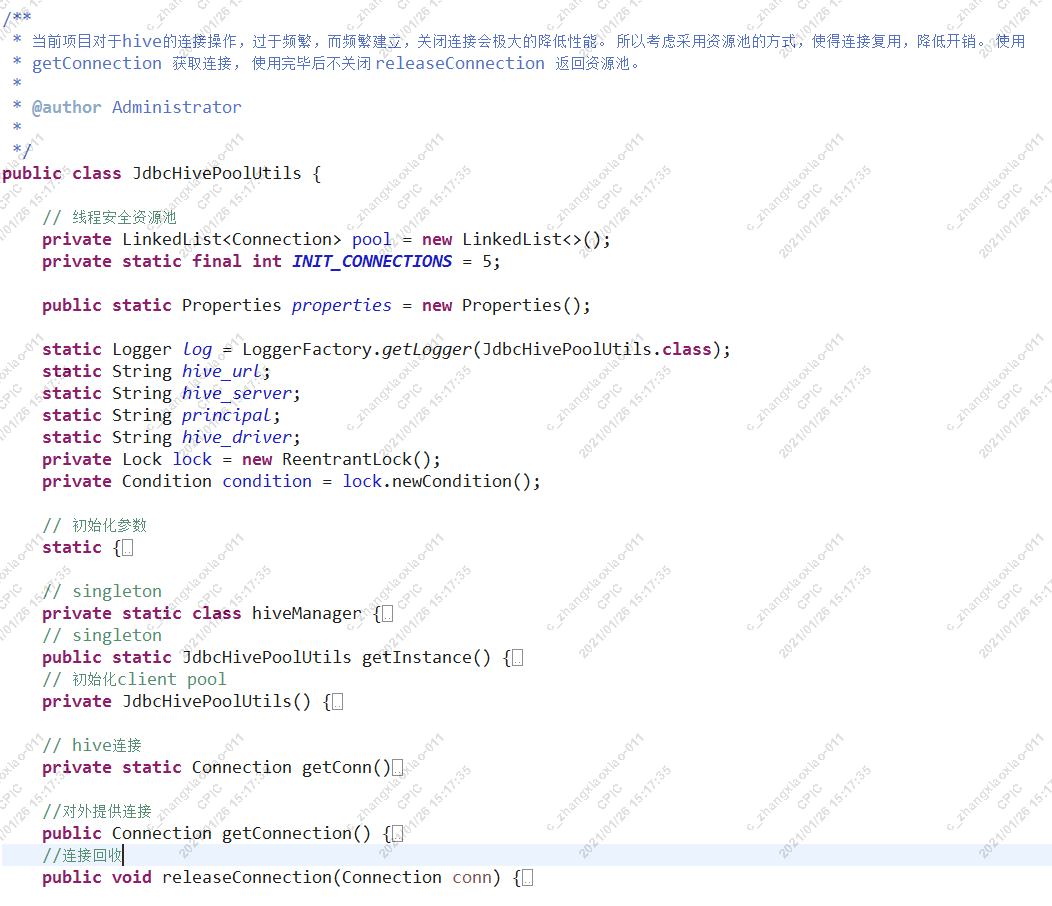 /**
 * 当前项目对于hive的连接操作，过于频繁，而频繁建立，关闭连接会极大的降低性能。 所以考虑采用资源池的方式，使得连接复用，降低开销。 使用
 * getConnection 获取连接， 使用完毕后不关闭 releaseConnection 返回资源池。
 *
 * @author Administrator
 *
 */
public class JdbcHivePoolUtils {
// 线程安全资源池
private LinkedList<Connection> pool = new LinkedList<>();
private static final int INIT_CONNECTIONS = 5;
public static Properties properties = new Properties();
static Logger log = LoggerFactory.getLogger(JdbcHivePoolUtils.class);
static String hive_url;
static String hive_server;
static String principal;
static String hive_driver;
private Lock lock = new ReentrantLock();
private Condition condition = lock.newCondition();
// 初始化参数
static {
// singleton
private static class hiveManager {
// singleton
public static JdbcHivePoolUtils getInstance() {
// 初始化client pool
private JdbcHivePoolUtils() {
// hive连接
private static Connection getConn()
//对外提供连接
public Connection getConnection() {
//连接回收
public void releaseConnection(Connection conn) {
c_zhangxiaoxiao-011
CPIC
2021/01/26 15:17:35